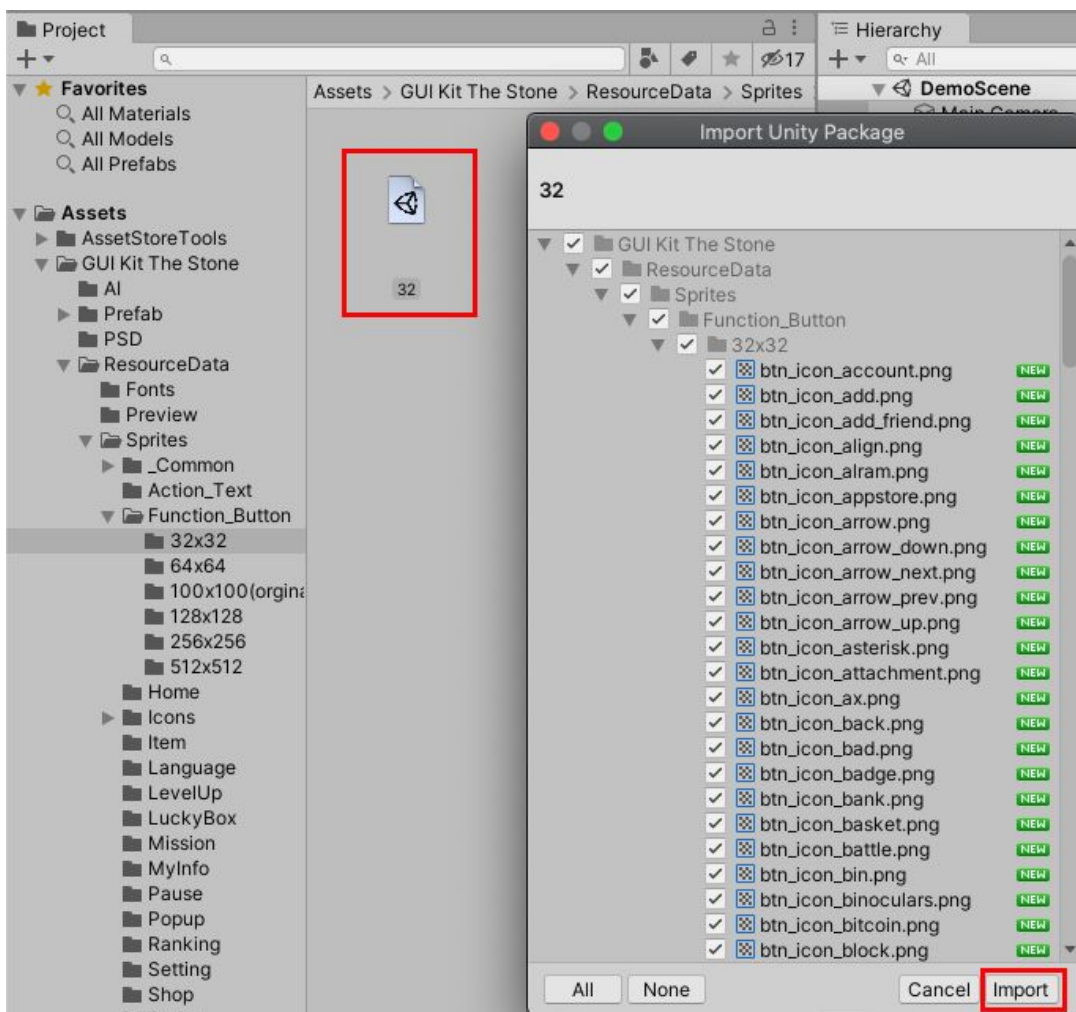 Project
Hierarchy
17
All
Favorites
All Materials
All Models
All Prefabs
Assets
AssetStoreTools
GUI Kit The Stone
AI
Prefab
PSD
ResourceData
Fonts
Preview
Sprites
_Common
Action_Text
Function_Button
32x32
64x64
100x100(orgina
128x128
256x256
512x512
Home
Icons
Item
Language
LevelUp
LuckyBox
Mission
MyInfo
Pause
Popup
Ranking
Setting
Shop
Assets > GUI Kit The Stone > ResourceData > Sprites
32
DemoScene
Main Camera
Import Unity Package
32
GUI Kit The Stone
ResourceData
Sprites
Function_Button
32x32
btn_icon_account.png NEW
btn_icon_add.png NEW
btn_icon_add_friend.png NEW
btn_icon_align.png NEW
btn_icon_alram.png NEW
btn_icon_appstore.png NEW
btn_icon_arrow.png NEW
btn_icon_arrow_down.png NEW
btn_icon_arrow_next.png NEW
btn_icon_arrow_prev.png NEW
btn_icon_arrow_up.png NEW
btn_icon_asterisk.png NEW
btn_icon_attachment.png NEW
btn_icon_ax.png NEW
btn_icon_back.png NEW
btn_icon_bad.png NEW
btn_icon_badge.png NEW
btn_icon_bank.png NEW
btn_icon_basket.png NEW
btn_icon_battle.png NEW
btn_icon_bin.png NEW
btn_icon_binoculars.png NEW
btn_icon_bitcoin.png NEW
btn_icon_block.png NEW
All None Cancel Import